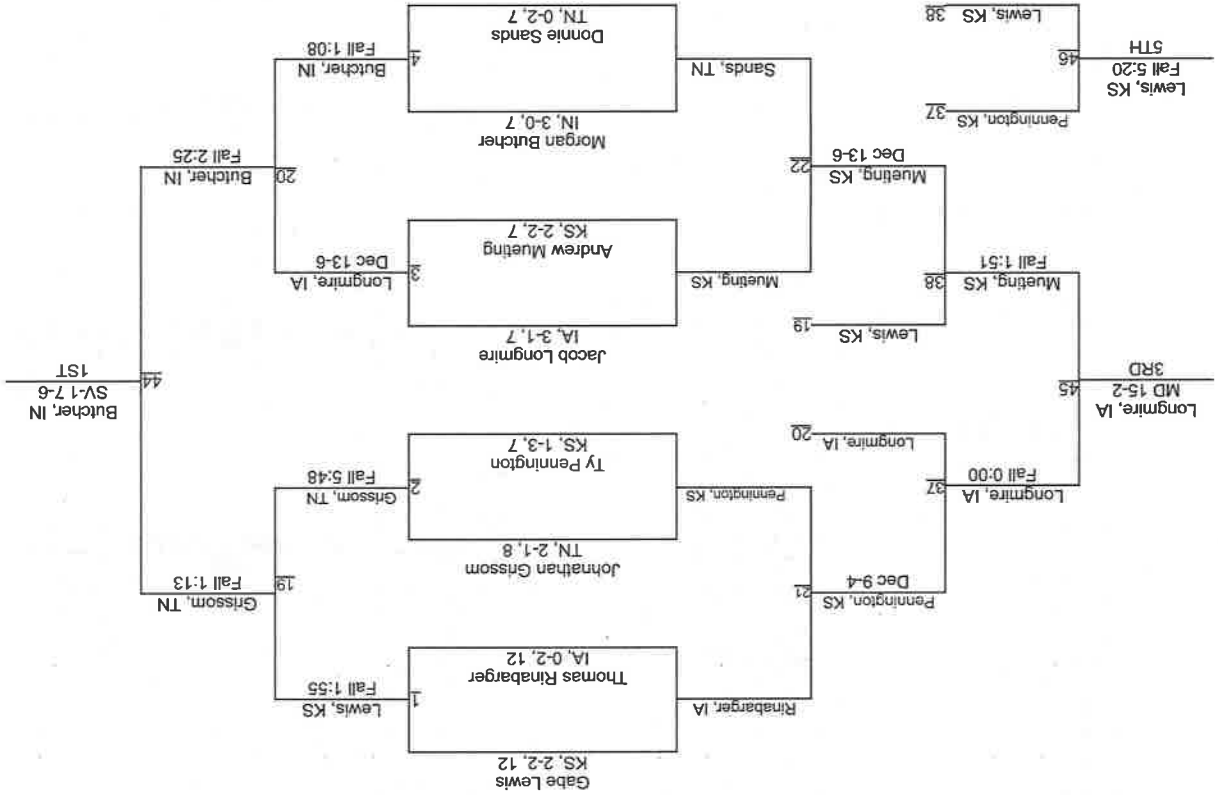 Gabe Lewis
KS, 2-2, 12
Thomas Rinabarger
IA, 0-2, 12
Johnathan Grissom
TN, 2-1, 8
Ty Pennington
KS, 1-3, 7
Jacob Longmire
IA, 3-1, 7
Andrew Mueting
KS, 2-2, 7
Morgan Butcher
IN, 3-0, 7
Donnie Sands
TN, 0-2, 7
1
Lewis, KS
Fall 1:55
2
Grissom, TN
Fall 5:48
3
Longmire, IA
Dec 13-6
4
Butcher, IN
Fall 1:08
19
Grissom, TN
Fall 1:13
20
Butcher, IN
Fall 2:25
44
Butcher, IN
SV-1 7-6
1ST
Rinabarger, IA
Pennington, KS
Mueting, KS
Sands, TN
21
Pennington, KS
Dec 9-4
22
Mueting, KS
Dec 13-6
20
Longmire, IA
19
Lewis, KS
37
Longmire, IA
Fall 0:00
38
Mueting, KS
Fall 1:51
45
Longmire, IA
MD 15-2
3RD
37
Pennington, KS
38
Lewis, KS
46
Lewis, KS
Fall 5:20
5TH